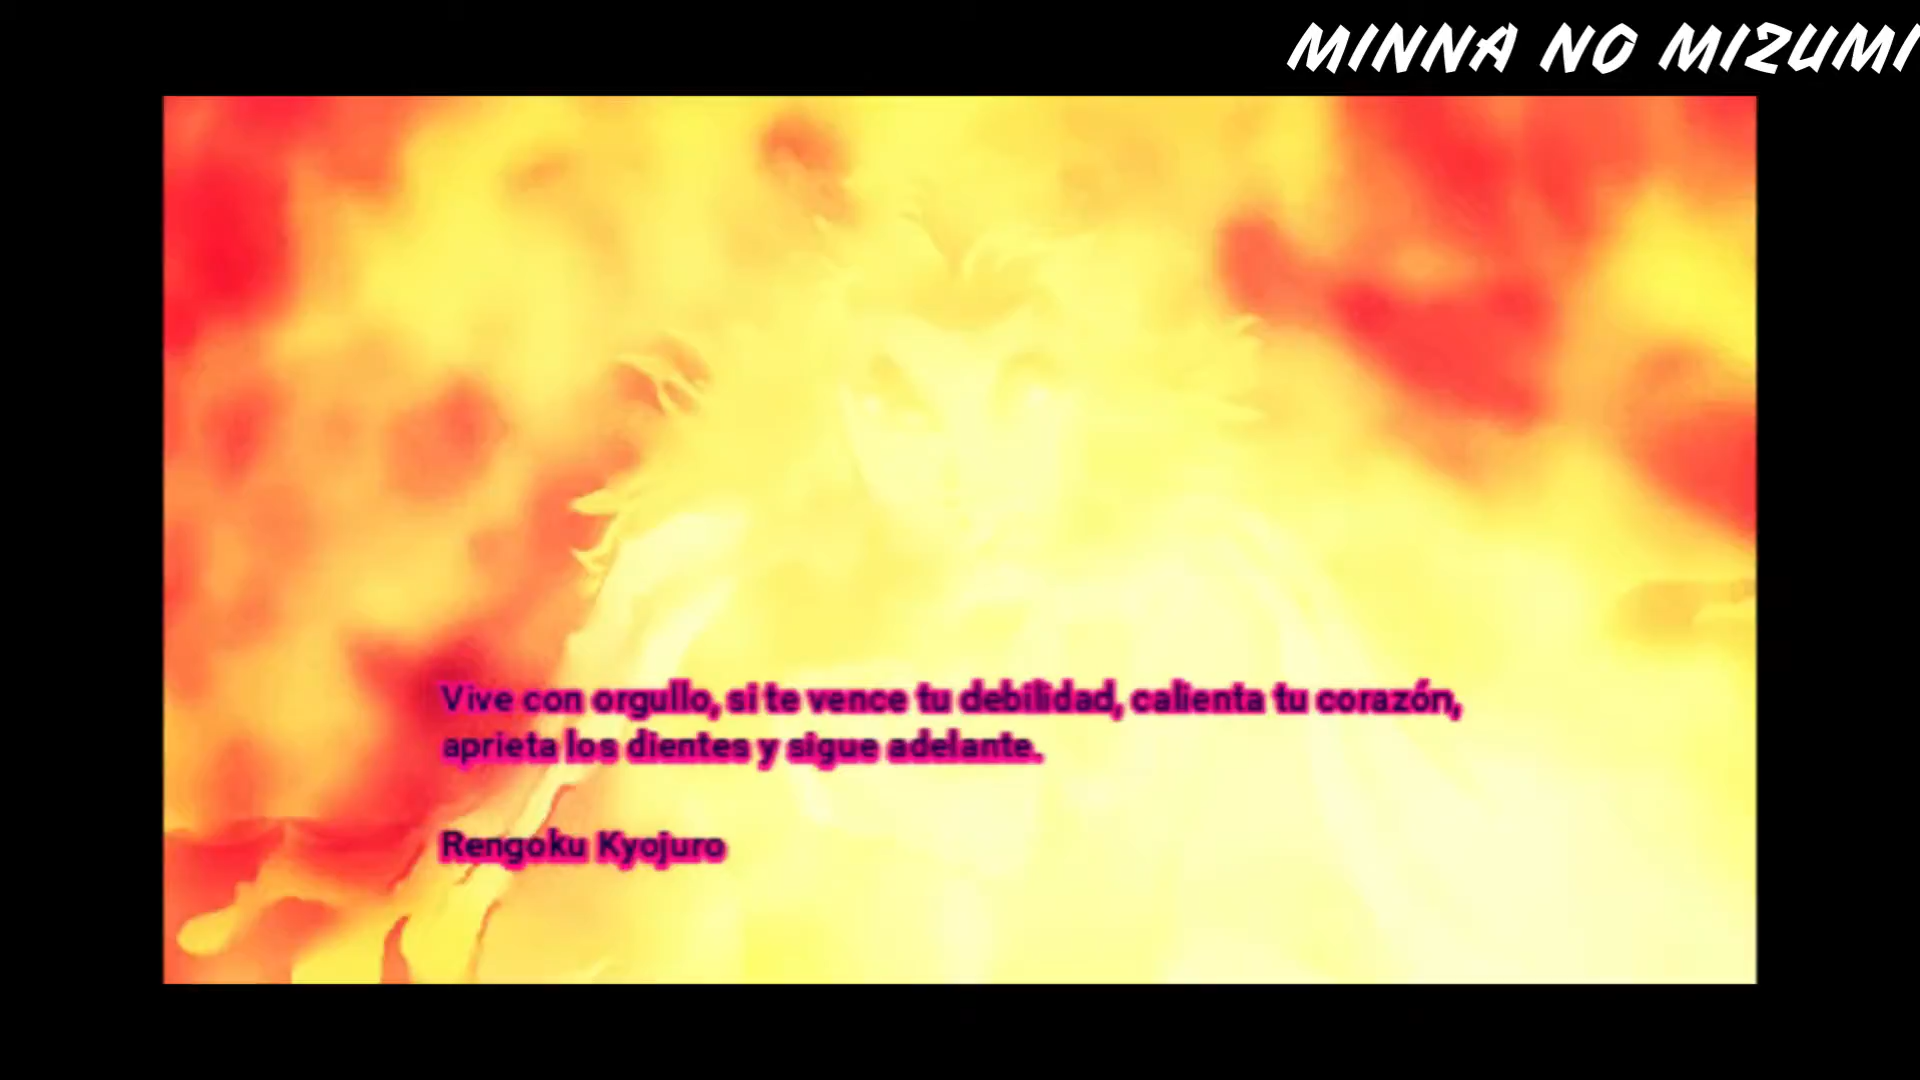 MINNA NO MIZUMI
Vive con orgullo, si te vence tu debilidad, calienta tu corazón,
aprieta los dientes y sigue adelante.
Rengoku Kyojuro